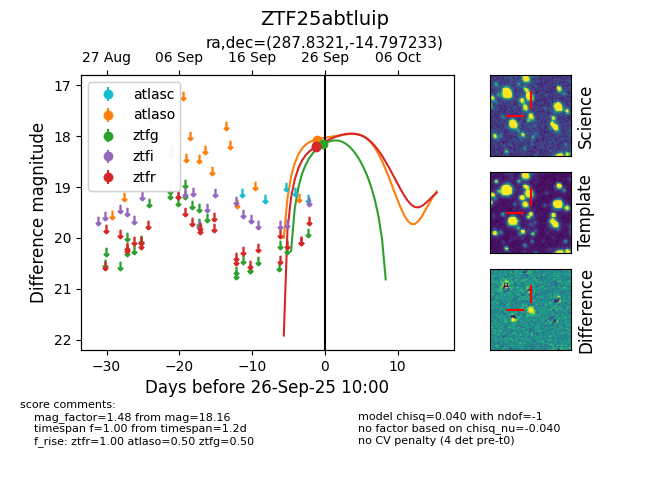 ZTF25abtluip
ra,dec=(287.8321,-14.797233)
27 Aug 06 Sep 16 Sep 26 Sep 06 Oct
17
18
19
20
21
22
Difference magnitude
atlasc
atlaso
ztfg
ztfi
ztfr
−30 −20 −10 0 10
Days before 26-Sep-25 10:00
Science
Template
Difference
score comments:
mag_factor=1.48 from mag=18.16
timespan f=1.00 from timespan=1.2d
f_rise: ztfr=1.00 atlaso=0.50 ztfg=0.50
model chisq=0.040 with ndof=-1
no factor based on chisq_nu=-0.040
no CV penalty (4 det pre-t0)